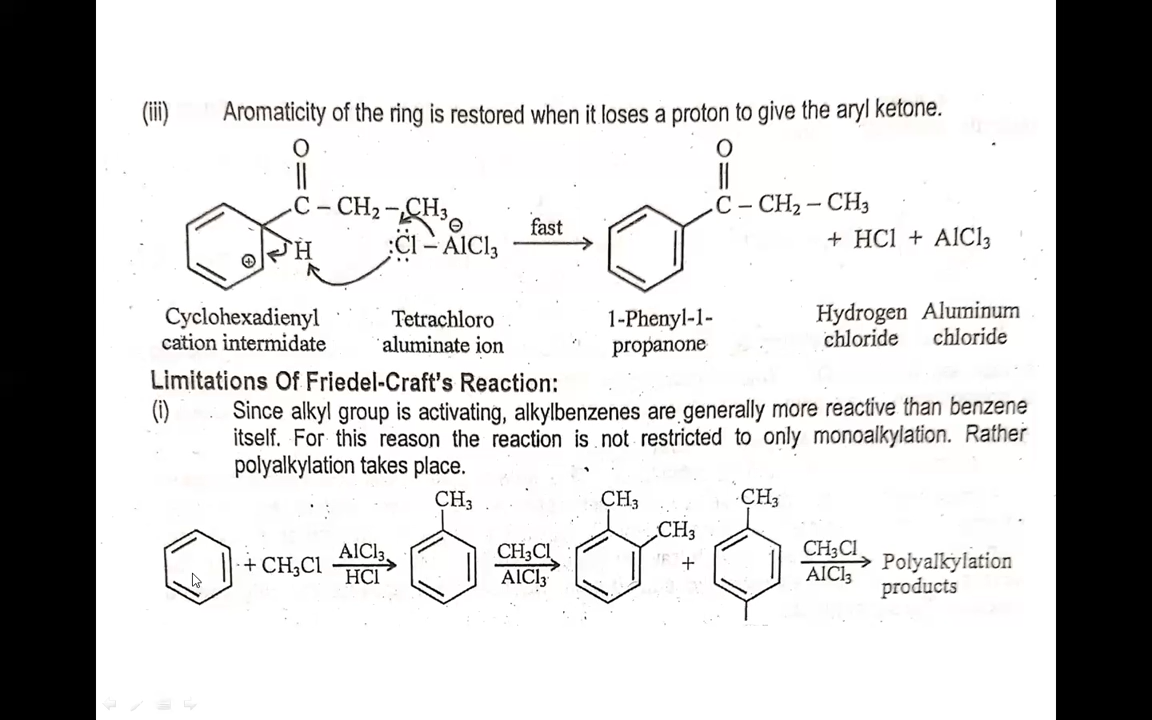 (iii) Aromaticity of the ring is restored when it loses a proton to give the aryl ketone.
O O
C – CH₂ – CH₃ C – CH₂ – CH₃
⊕ H :Cl – AlCl₃ ⊖ fast + HCl + AlCl₃
Cyclohexadienyl Tetrachloro 1-Phenyl-1- Hydrogen Aluminum
cation intermidate aluminate ion propanone chloride chloride
Limitations Of Friedel-Craft's Reaction:
(i) Since alkyl group is activating, alkylbenzenes are generally more reactive than benzene
itself. For this reason the reaction is not restricted to only monoalkylation. Rather
polyalkylation takes place.
CH₃ CH₃ CH₃
CH₃
+ CH₃Cl AlCl₃ CH₃Cl + CH₃Cl Polyalkylation
HCl AlCl₃ AlCl₃ products